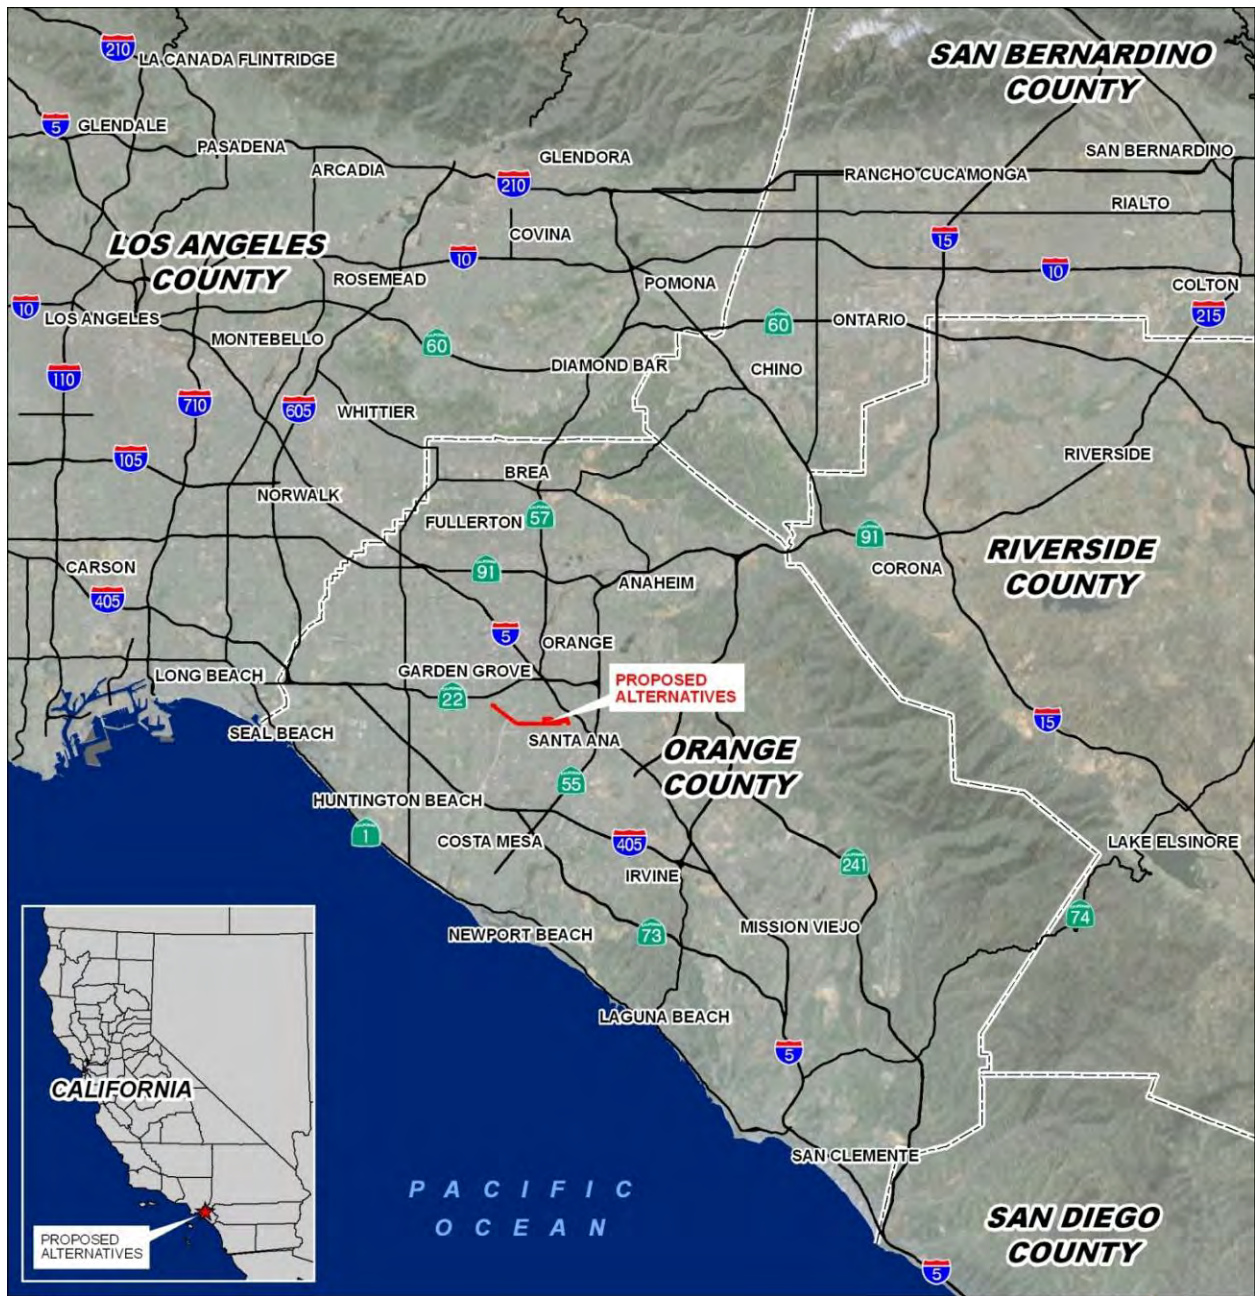 210
LA CANADA FLINTRIDGE
SAN BERNARDINO
COUNTY
5
GLENDALE
PASADENA
ARCADIA
GLENDORA
210
SAN BERNARDINO
RANCHO CUCAMONGA
RIALTO
LOS ANGELES
COUNTY
COVINA
10
15
10
ROSEMEAD
POMONA
COLTON
10
LOS ANGELES
MONTEBELLO
60
60
ONTARIO
215
110
DIAMOND BAR
CHINO
710
605
WHITTIER
105
BREA
RIVERSIDE
NORWALK
FULLERTON
57
91
RIVERSIDE
COUNTY
CARSON
405
91
ANAHEIM
CORONA
5
ORANGE
LONG BEACH
GARDEN GROVE
22
PROPOSED
ALTERNATIVES
15
SEAL BEACH
SANTA ANA
ORANGE
COUNTY
55
HUNTINGTON BEACH
1
COSTA MESA
405
IRVINE
241
LAKE ELSINORE
74
NEWPORT BEACH
73
MISSION VIEJO
LAGUNA BEACH
5
CALIFORNIA
SAN CLEMENTE
PACIFIC
OCEAN
PROPOSED
ALTERNATIVES
SAN DIEGO
COUNTY
5